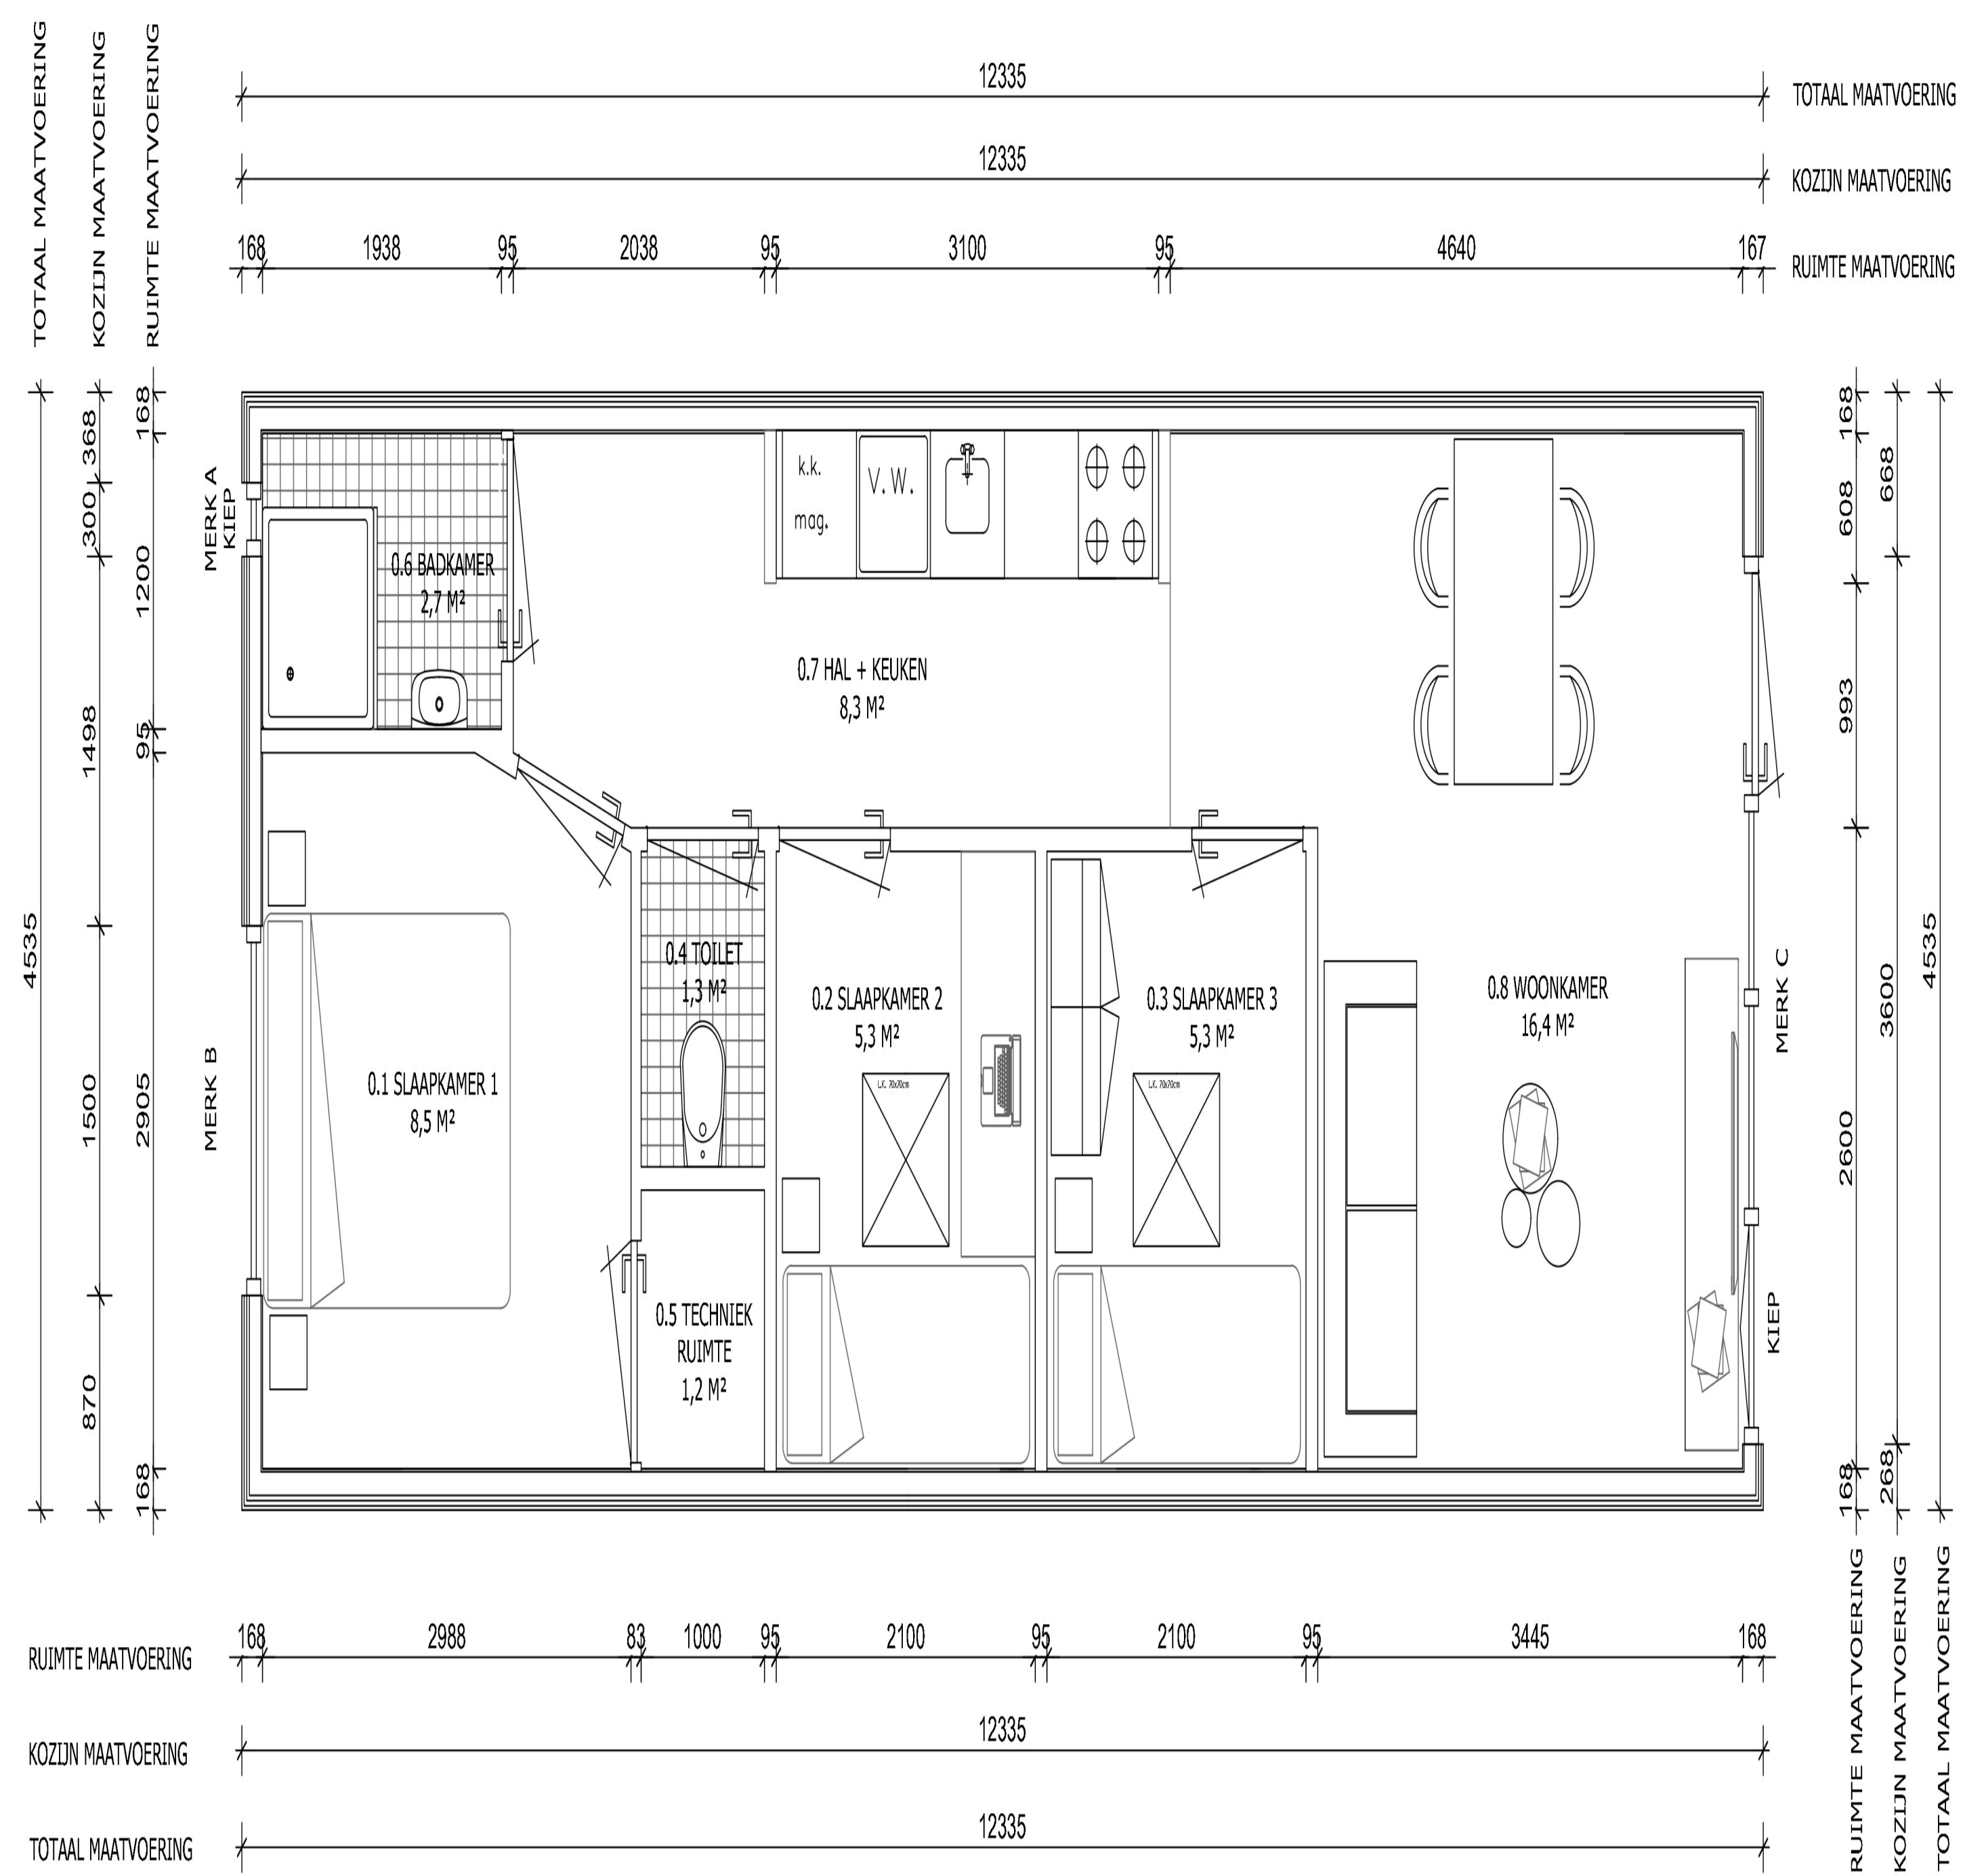 TOTAAL MAATVOERING
KOZIJN MAATVOERING
RUIMTE MAATVOERING
12335
TOTAAL MAATVOERING
12335
KOZIJN MAATVOERING
168 1938 95 2038 95 3100 95 4640 167
RUIMTE MAATVOERING
4535
368
300
1498
1500
870
168
1200
95
2905
168
MERK A
KIEP
MERK B
k.k.
mag.
V.W.
0.6 BADKAMER
2,7 M²
0.7 HAL + KEUKEN
8,3 M²
0.4 TOILET
1,3 M²
0.2 SLAAPKAMER 2
5,3 M²
0.3 SLAAPKAMER 3
5,3 M²
0.8 WOONKAMER
16,4 M²
0.1 SLAAPKAMER 1
8,5 M²
L.K. 70x70cm
L.K. 70x70cm
0.5 TECHNIEK
RUIMTE
1,2 M²
MERK C
KIEP
168
608
993
2600
168
668
3600
268
4535
RUIMTE MAATVOERING
KOZIJN MAATVOERING
TOTAAL MAATVOERING
168 2988 83 1000 95 2100 95 2100 95 3445 168
RUIMTE MAATVOERING
12335
KOZIJN MAATVOERING
12335
TOTAAL MAATVOERING